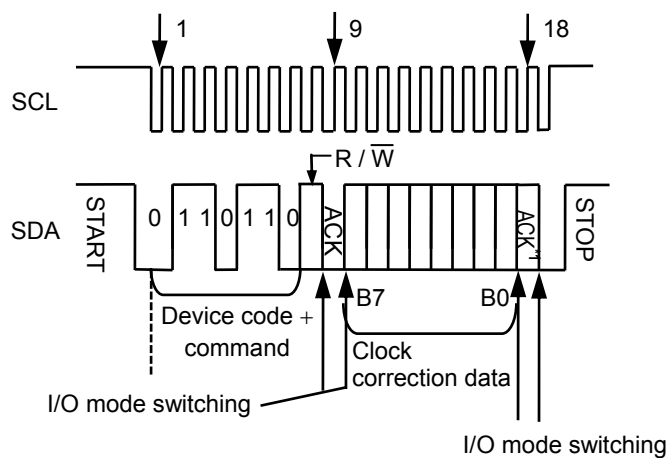 1 9 18
SCL
R / W̅
SDA
START
0 1 1 0 1 1 0
ACK
ACK*1
STOP
B7 B0
Device code +
command
Clock
correction data
I/O mode switching
I/O mode switching